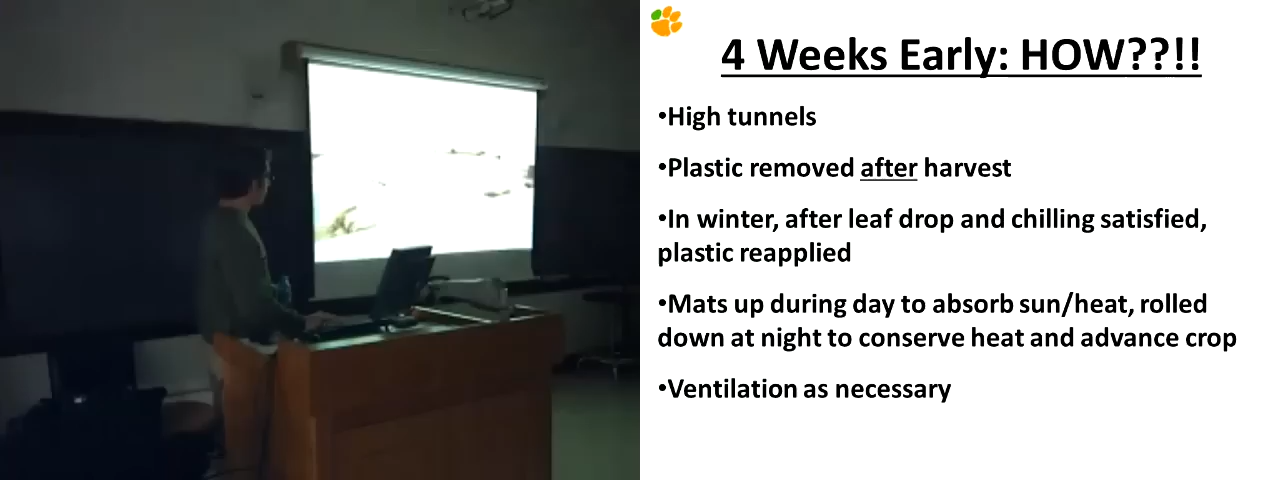 4 Weeks Early: HOW??!!
•High tunnels
•Plastic removed after harvest
•In winter, after leaf drop and chilling satisfied,
plastic reapplied
•Mats up during day to absorb sun/heat, rolled
down at night to conserve heat and advance crop
•Ventilation as necessary